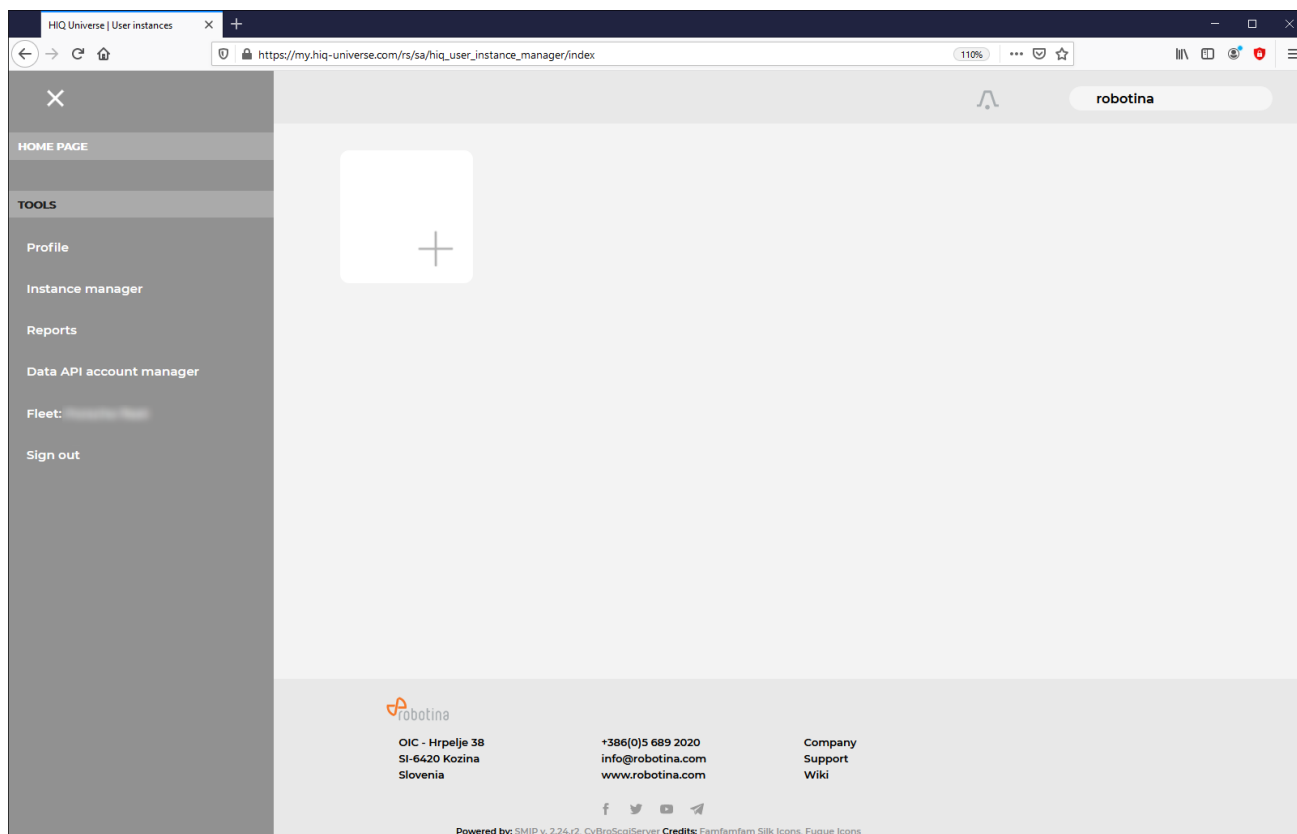 HIQ Universe | User instances
https://my.hiq-universe.com/rs/sa/hiq_user_instance_manager/index
110%
robotina
HOME PAGE
TOOLS
Profile
Instance manager
Reports
Data API account manager
Fleet:
Sign out
robotina
OIC - Hrpelje 38
SI-6420 Kozina
Slovenia
+386(0)5 689 2020
info@robotina.com
www.robotina.com
Company
Support
Wiki
Powered by: SMIP v. 2.24.r2, CyBroScgiServer Credits: Famfamfam Silk Icons, Fugue Icons